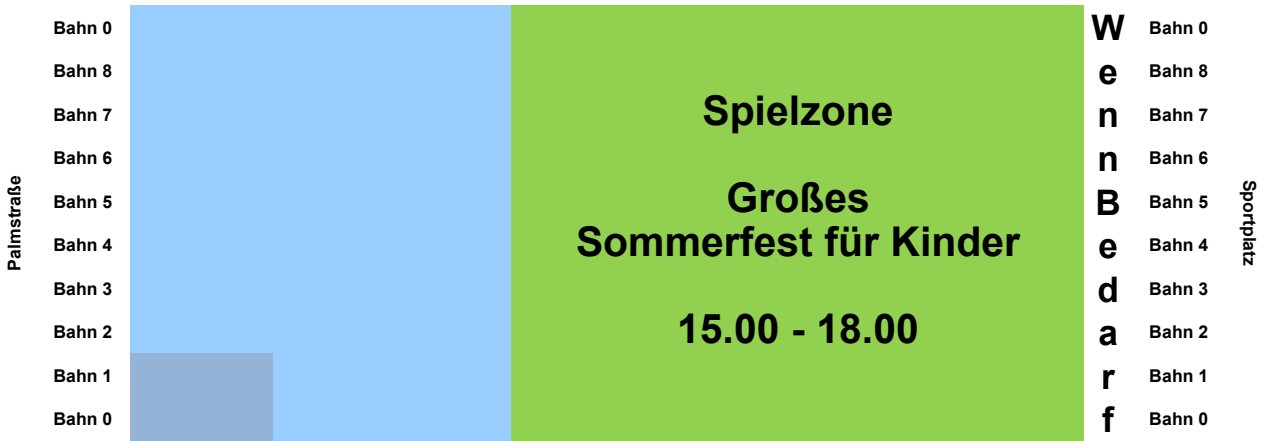 Palmstraße
Bahn 0
Bahn 8
Bahn 7
Bahn 6
Bahn 5
Bahn 4
Bahn 3
Bahn 2
Bahn 1
Bahn 0
Spielzone
Großes
Sommerfest für Kinder
15.00 - 18.00
Wenn Bedarf
Bahn 0
Bahn 8
Bahn 7
Bahn 6
Bahn 5
Bahn 4
Bahn 3
Bahn 2
Bahn 1
Bahn 0
Sportplatz